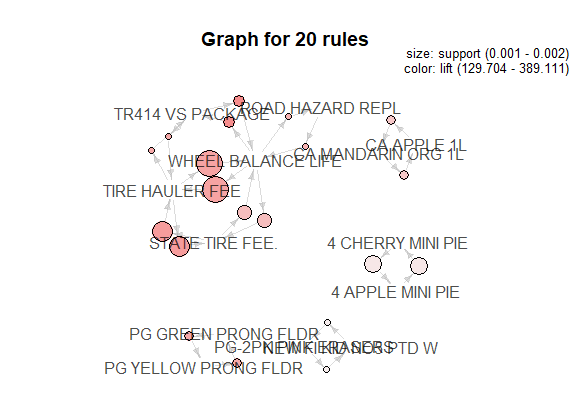 Graph for 20 rules
size: support (0.001 - 0.002)
color: lift (129.704 - 389.111)
TR414 VS PACKAGE
ROAD HAZARD REPL
CA APPLE 1L
CA MANDARIN ORG 1L
WHEEL BALANCE LIFE
TIRE HAULER FEE
STATE TIRE FEE.
4 CHERRY MINI PIE
4 APPLE MINI PIE
PG GREEN PRONG FLDR
PG-2PK PINK ERASERS
PTD W
PG YELLOW PRONG FLDR